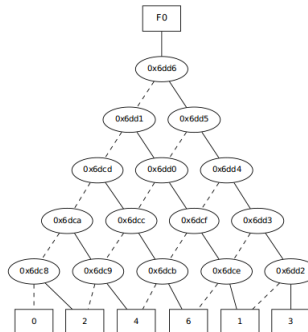 F0
0x6dd6
0x6dd1 0x6dd5
0x6dcd 0x6dd0 0x6dd4
0x6dca 0x6dcc 0x6dcf 0x6dd3
0x6dc8 0x6dc9 0x6dcb 0x6dce 0x6dd2
0 2 4 6 1 3